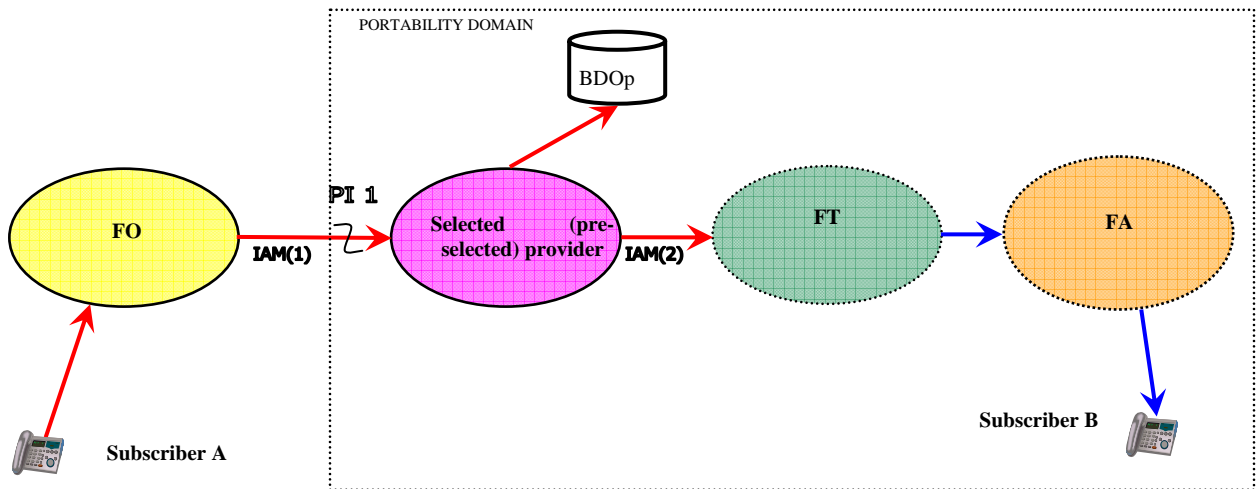 PORTABILITY DOMAIN
BDOp
PI 1
FO
Selected (pre-
selected) provider
FT
FA
IAM(1)
IAM(2)
Subscriber A
Subscriber B